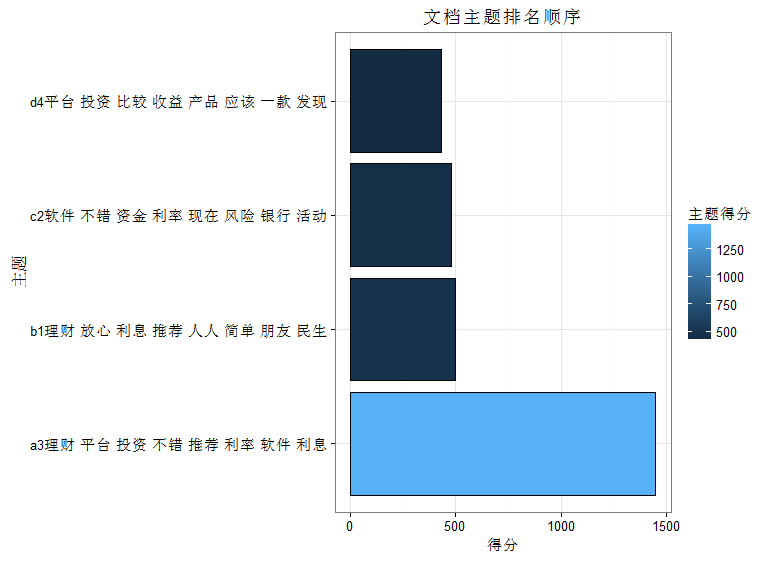 文档主题排名顺序
主题
d4平台 投资 比较 收益 产品 应该 一款 发现
c2软件 不错 资金 利率 现在 风险 银行 活动
b1理财 放心 利息 推荐 人人 简单 朋友 民生
a3理财 平台 投资 不错 推荐 利率 软件 利息
0 500 1000 1500
得分
主题得分
1250
1000
750
500